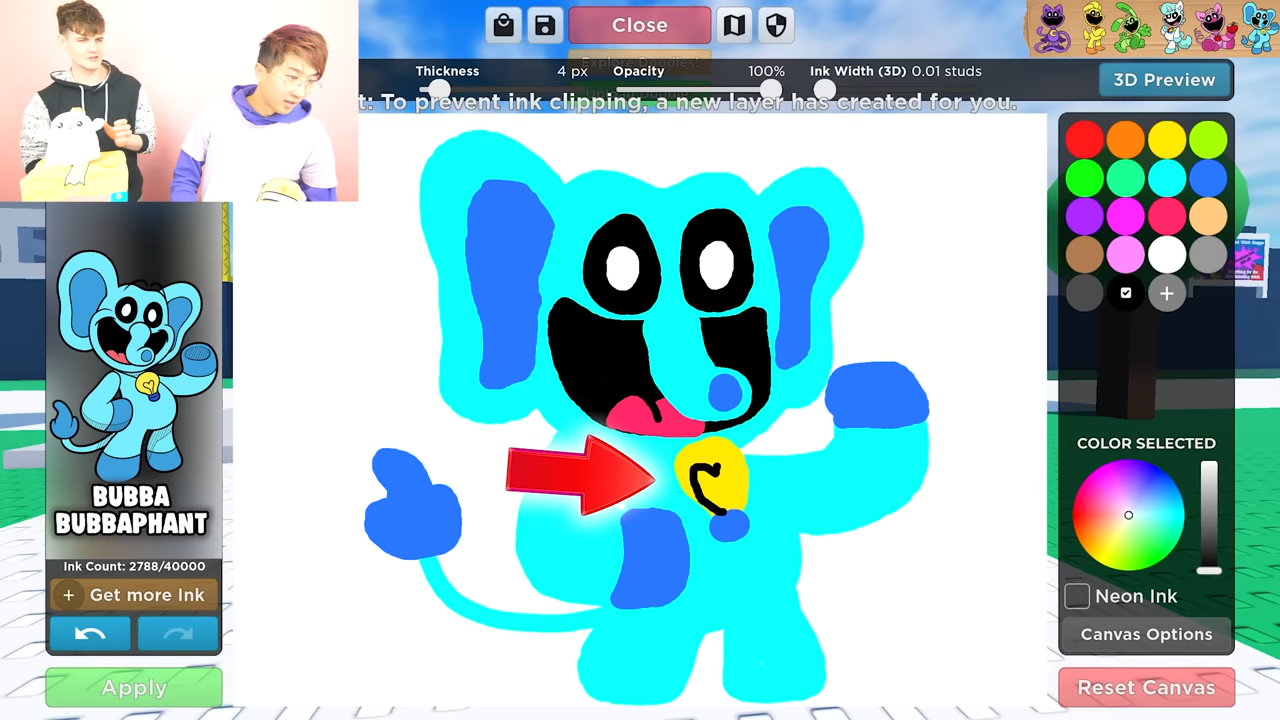 Close
Explore Doodles!
Thickness
4 px
Opacity
100%
Ink Width (3D) 0.01 studs
3D Preview
t: To prevent ink clipping, a new layer has created for you.
COLOR SELECTED
BUBBA
BUBBAPHANT
Ink Count: 2788/40000
+ Get more Ink
Neon Ink
Canvas Options
Apply
Reset Canvas